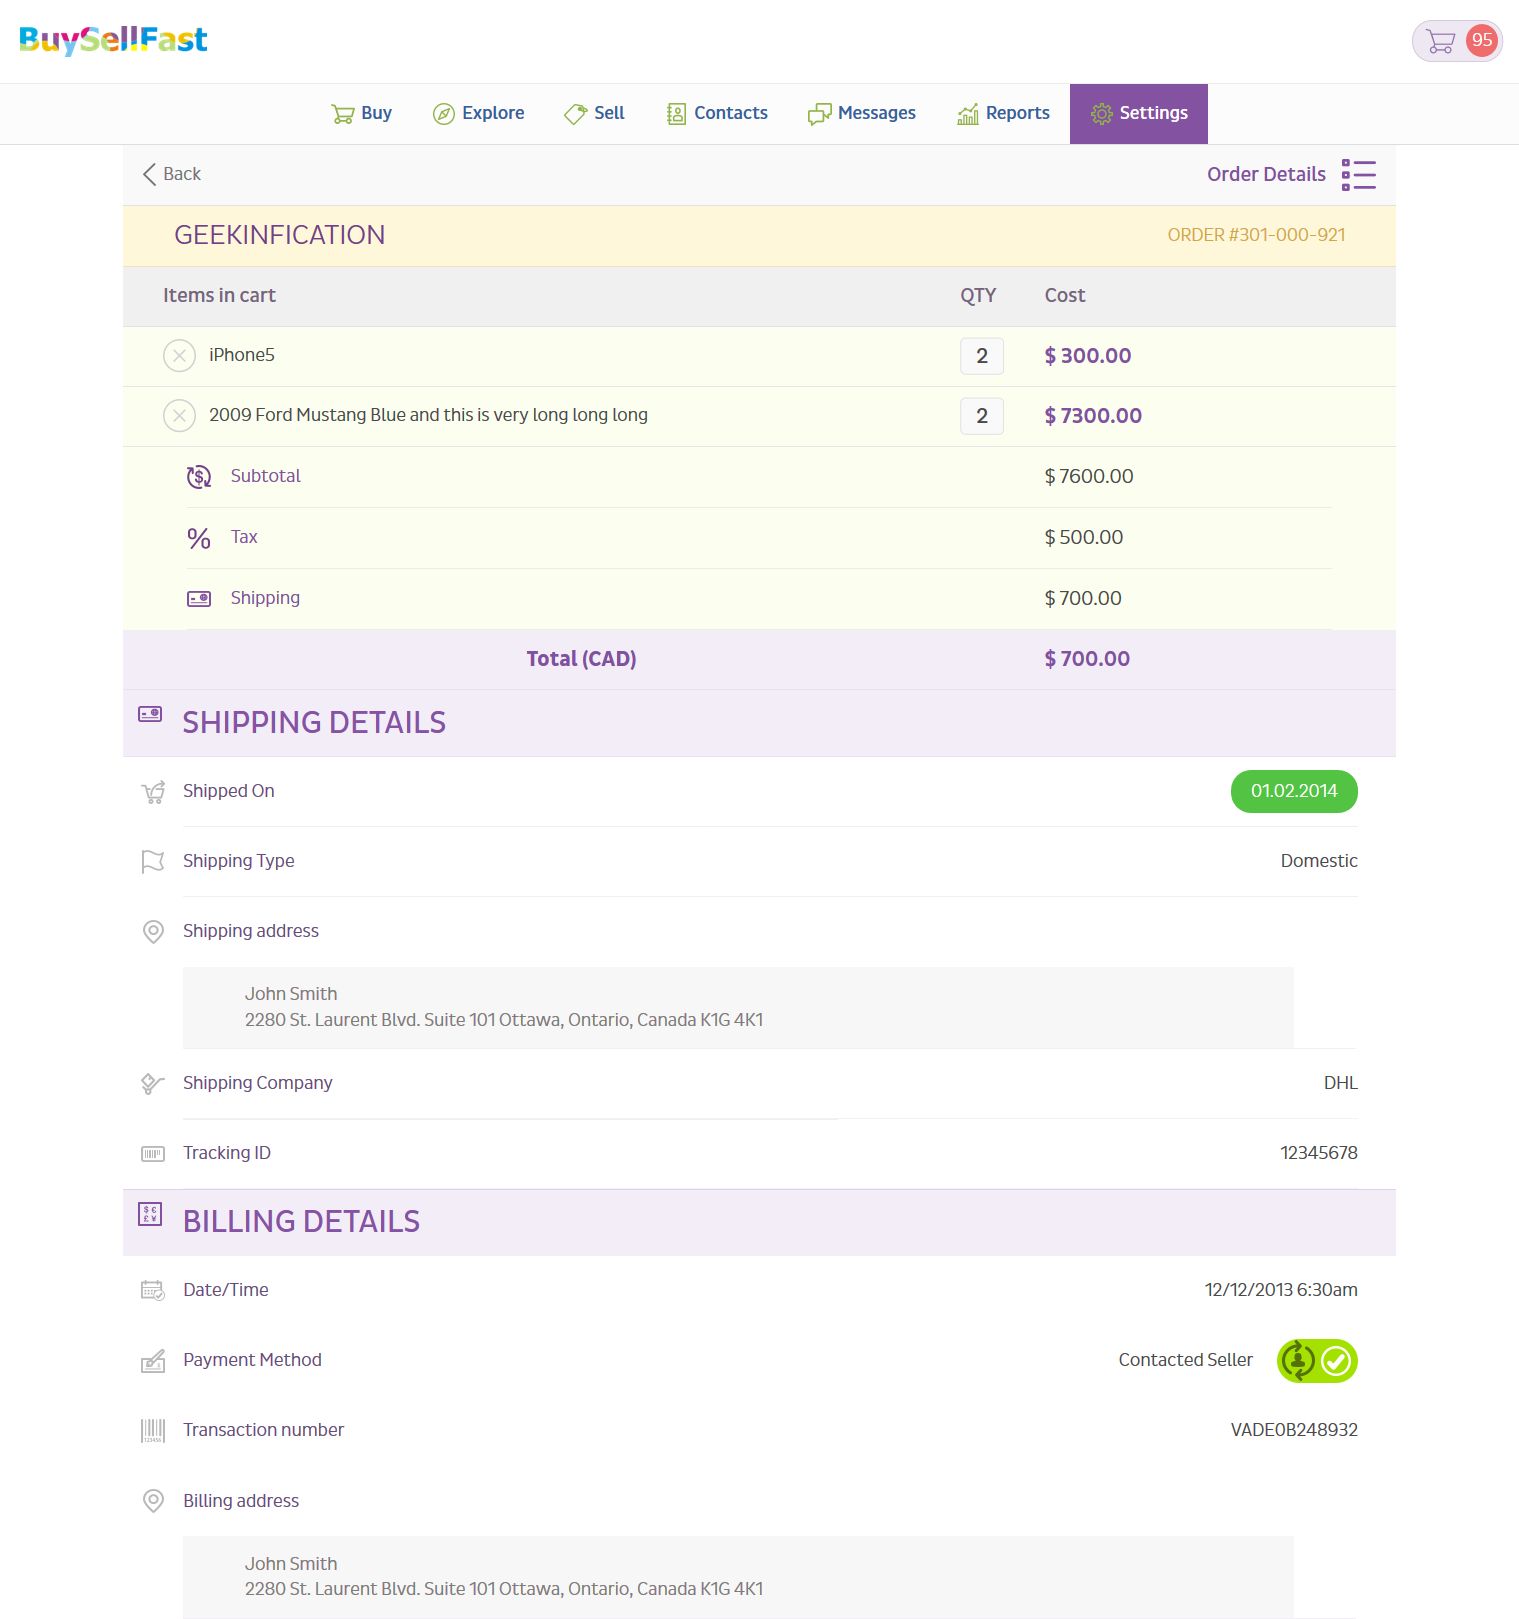 BuySellFast
95
Buy Explore Sell Contacts Messages Reports Settings
Back
Order Details
GEEKINFICATION ORDER #301-000-921
Items in cart QTY Cost
iPhone5 2 $ 300.00
2009 Ford Mustang Blue and this is very long long long 2 $ 7300.00
Subtotal $ 7600.00
Tax $ 500.00
Shipping $ 700.00
Total (CAD) $ 700.00
SHIPPING DETAILS
Shipped On 01.02.2014
Shipping Type Domestic
Shipping address
John Smith
2280 St. Laurent Blvd. Suite 101 Ottawa, Ontario, Canada K1G 4K1
Shipping Company DHL
Tracking ID 12345678
BILLING DETAILS
Date/Time 12/12/2013 6:30am
Payment Method Contacted Seller
Transaction number VADE0B248932
Billing address
John Smith
2280 St. Laurent Blvd. Suite 101 Ottawa, Ontario, Canada K1G 4K1